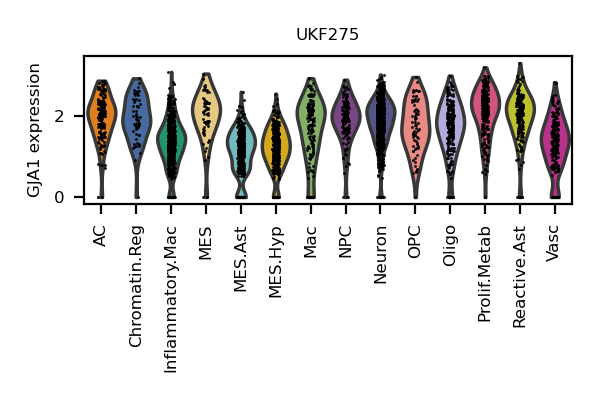 UKF275
GJA1 expression
2
0
AC
Chromatin.Reg
Inflammatory.Mac
MES
MES.Ast
MES.Hyp
Mac
NPC
Neuron
OPC
Oligo
Prolif.Metab
Reactive.Ast
Vasc